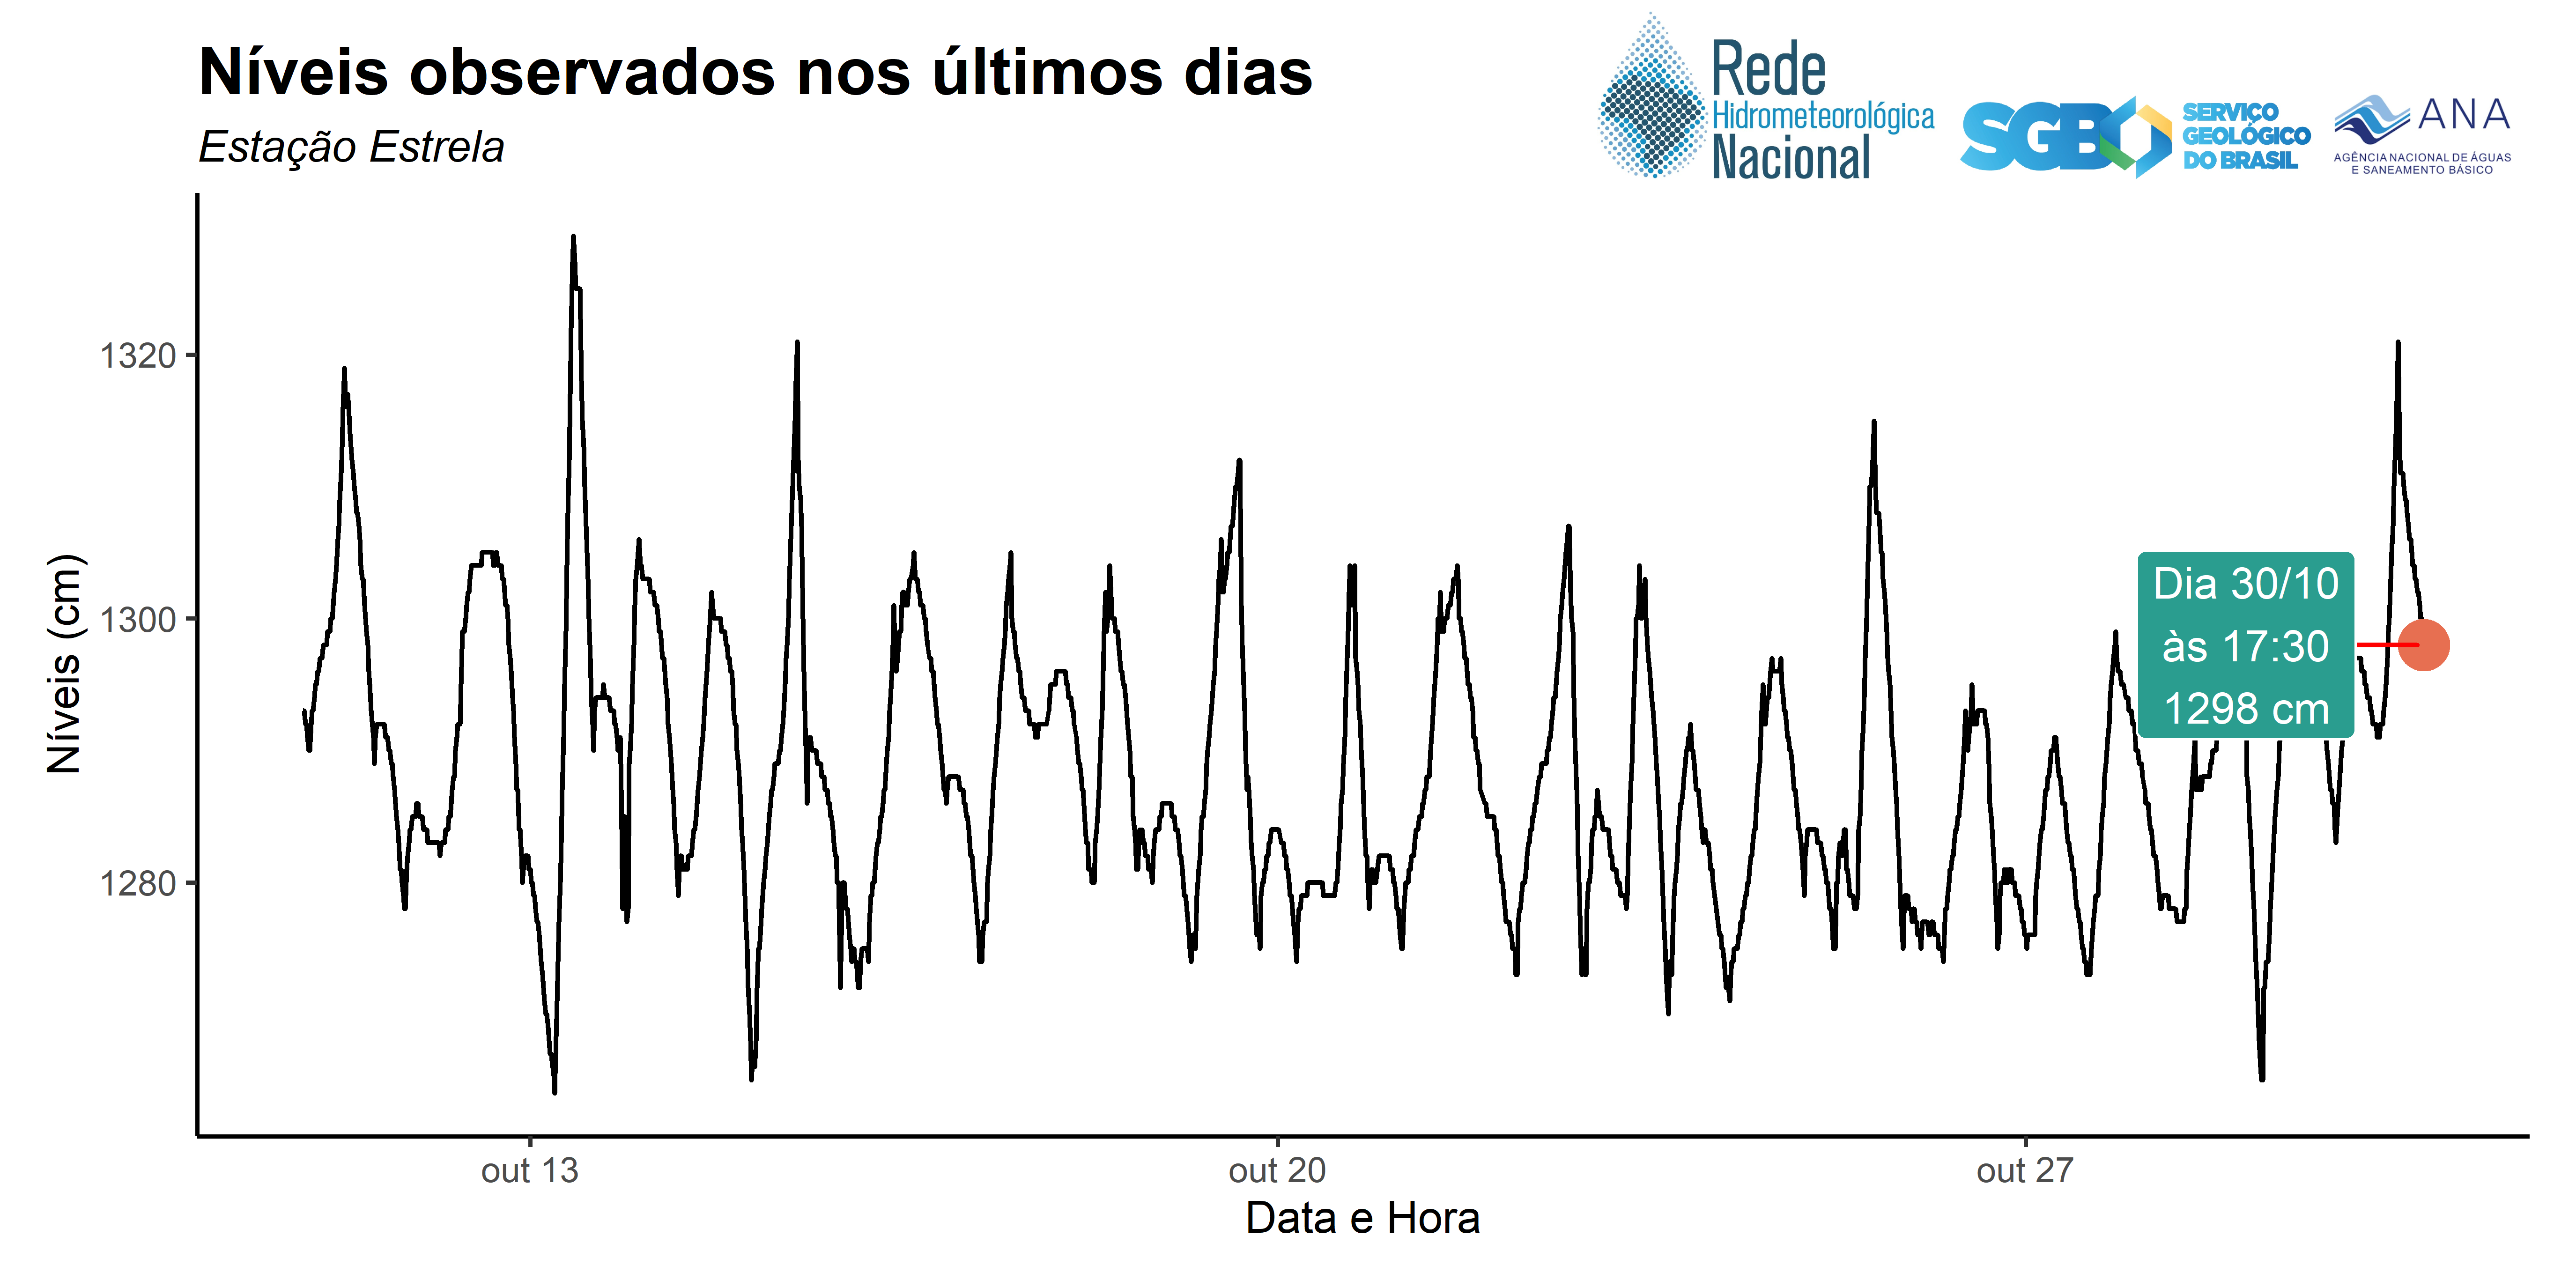 Níveis observados nos últimos dias
Estação Estrela
Rede
Hidrometeorológica
Nacional
SGB
SERVIÇO
GEOLÓGICO
DO BRASIL
ANA
AGÊNCIA NACIONAL DE ÁGUAS
E SANEAMENTO BÁSICO
Níveis (cm)
1320
1300
1280
Dia 30/10
às 17:30
1298 cm
out 13
out 20
out 27
Data e Hora